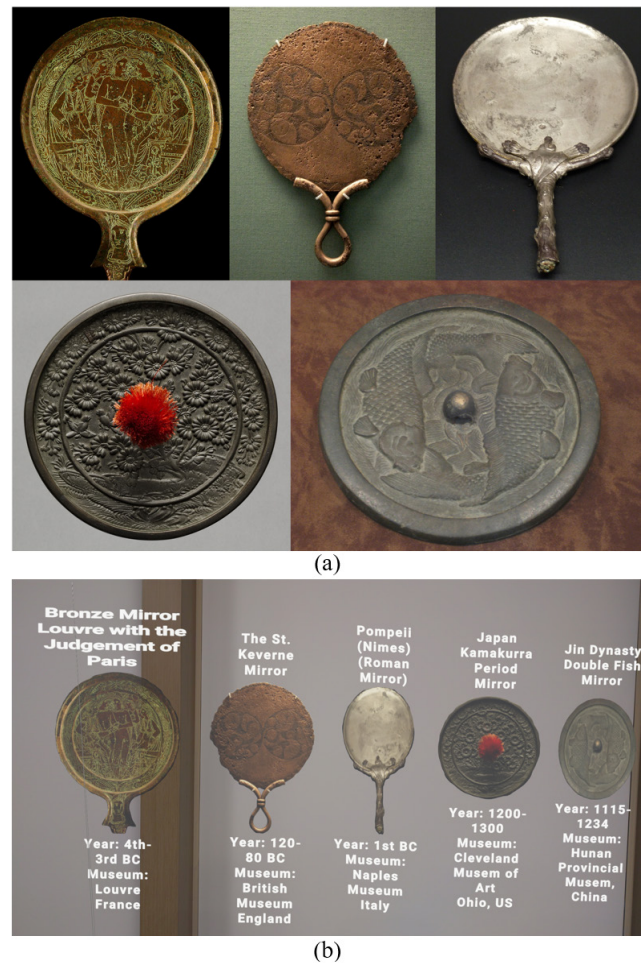 (a)
Bronze Mirror
Louvre with the
Judgement of
Paris
Year: 4th-
3rd BC
Museum:
Louvre
France
The St.
Keverne
Mirror
Year: 120-
80 BC
Museum:
British
Museum
England
Pompeii
(Nimes)
(Roman
Mirror)
Year: 1st BC
Museum:
Naples
Museum
Italy
Japan
Kamakurra
Period
Mirror
Year: 1200-
1300
Museum:
Cleveland
Musem of
Art
Ohio, US
Jin Dynasty
Double Fish
Mirror
Year: 1115-
1234
Museum:
Hunan
Provincial
Musem,
China
(b)